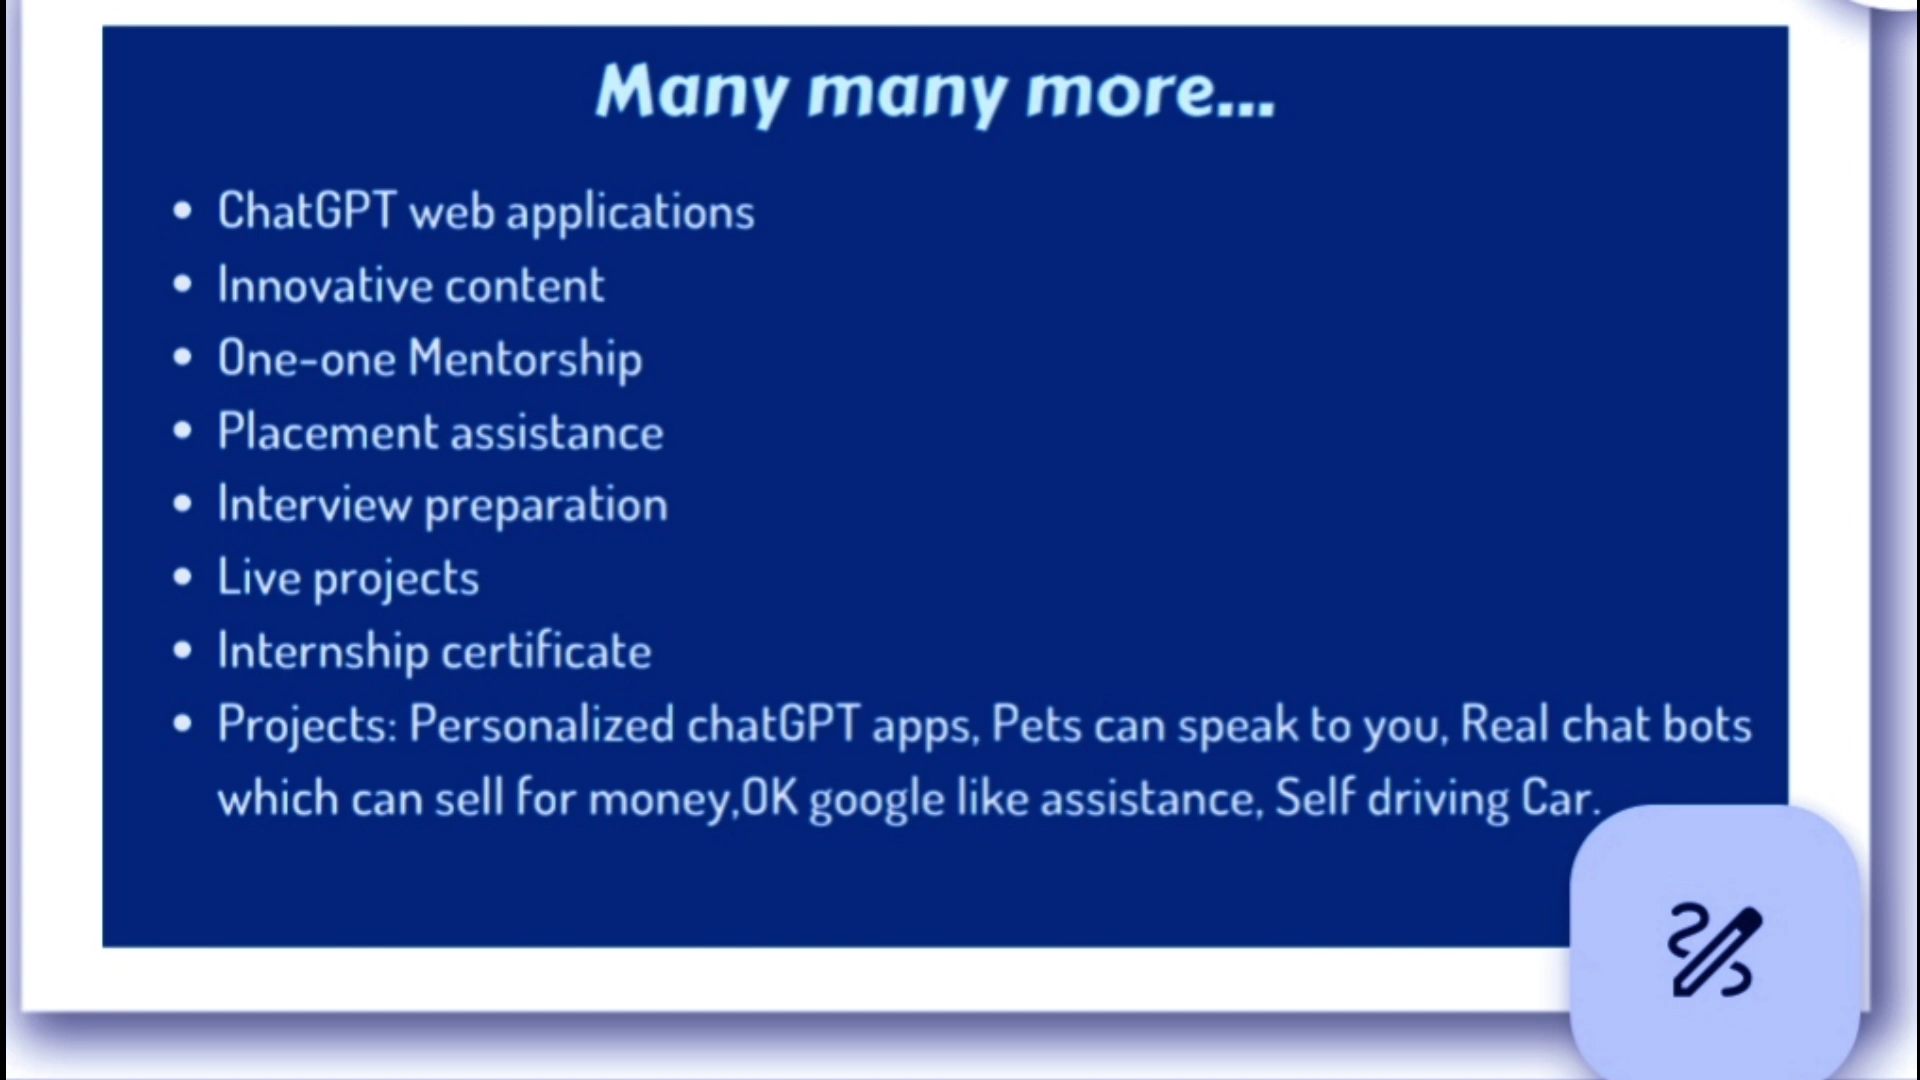 Many many more...
• ChatGPT web applications
• Innovative content
• One-one Mentorship
• Placement assistance
• Interview preparation
• Live projects
• Internship certificate
• Projects: Personalized chatGPT apps, Pets can speak to you, Real chat bots
which can sell for money,OK google like assistance, Self driving Car.